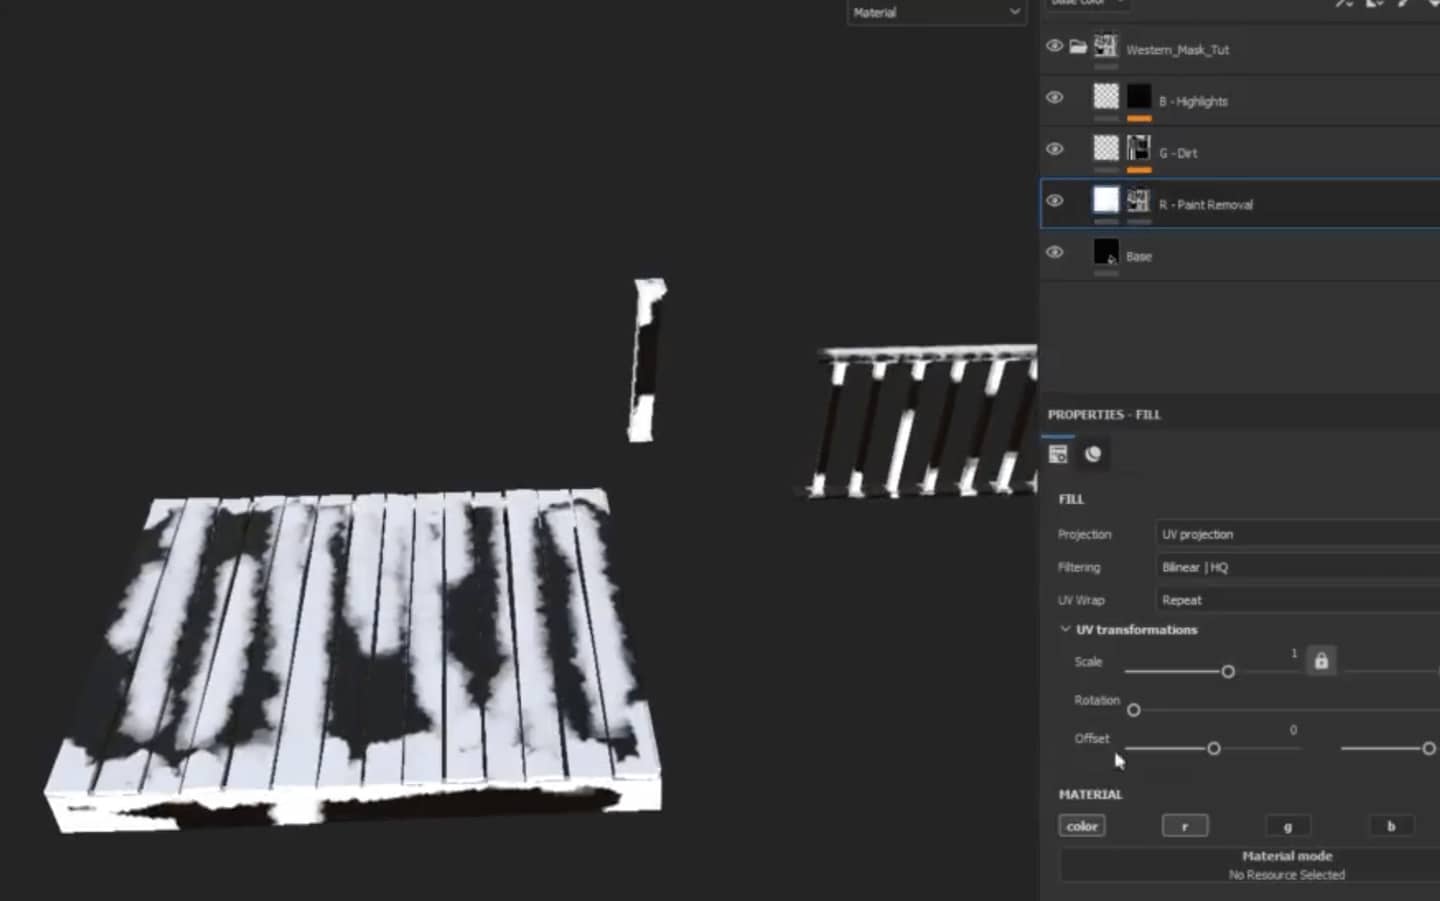 Material
Base Color
Western_Mask_Tut
B - Highlights
G - Dirt
R - Paint Removal
Base
PROPERTIES - FILL
FILL
Projection UV projection
Filtering Bilinear | HQ
UV Wrap Repeat
UV transformations
Scale 1
Rotation
Offset 0
MATERIAL
color r g b
Material mode
No Resource Selected